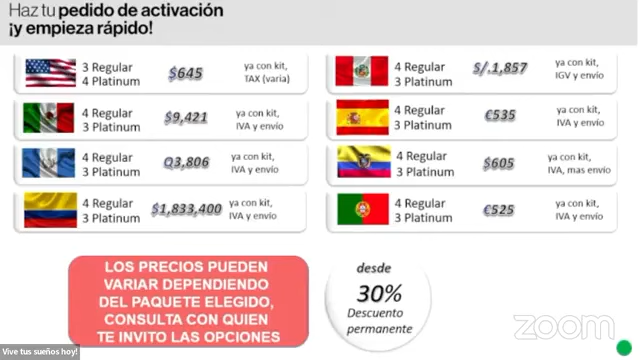 Haz tu pedido de activación
¡y empieza rápido!
3 Regular
4 Platinum
$645
ya con kit,
TAX (varia)
4 Regular
3 Platinum
S/.1,857
ya con kit,
IGV y envío
4 Regular
3 Platinum
$9,421
ya con kit,
IVA y envío
4 Regular
3 Platinum
€535
ya con kit,
IVA y envío
4 Regular
3 Platinum
Q3,806
ya con kit,
IVA y envío
4 Regular
3 Platinum
$605
ya con kit,
IVA, mas envío
4 Regular
3 Platinum
$1,833,400
ya con kit,
IVA y envío
4 Regular
3 Platinum
€525
ya con kit,
IVA y envío
LOS PRECIOS PUEDEN
VARIAR DEPENDIENDO
DEL PAQUETE ELEGIDO,
CONSULTA CON QUIEN
TE INVITO LAS OPCIONES
desde
30%
Descuento
permanente
zoom
Vive tus sueños hoy!